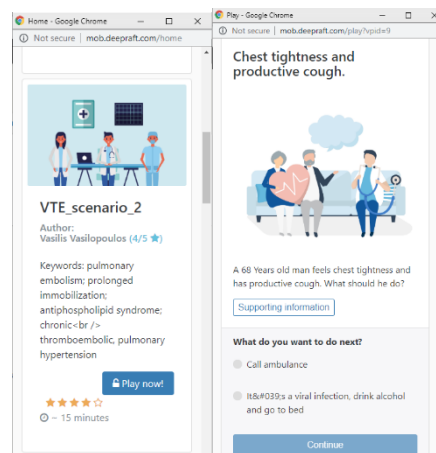 Home - Google Chrome
Not secure | mob.deepraft.com/home
VTE_scenario_2
Author:
Vasilis Vasilopoulos (4/5 ★)
Keywords: pulmonary
embolism; prolonged
immobilization;
antiphospholipid syndrome;
chronic<br />
thromboembolic, pulmonary
hypertension
Play now!
~ 15 minutes
Play - Google Chrome
Not secure | mob.deepraft.com/play?vpid=9
Chest tightness and
productive cough.
A 68 Years old man feels chest tightness and
has productive cough. What should he do?
Supporting information
What do you want to do next?
Call ambulance
It&#039;s a viral infection, drink alcohol
and go to bed
Continue